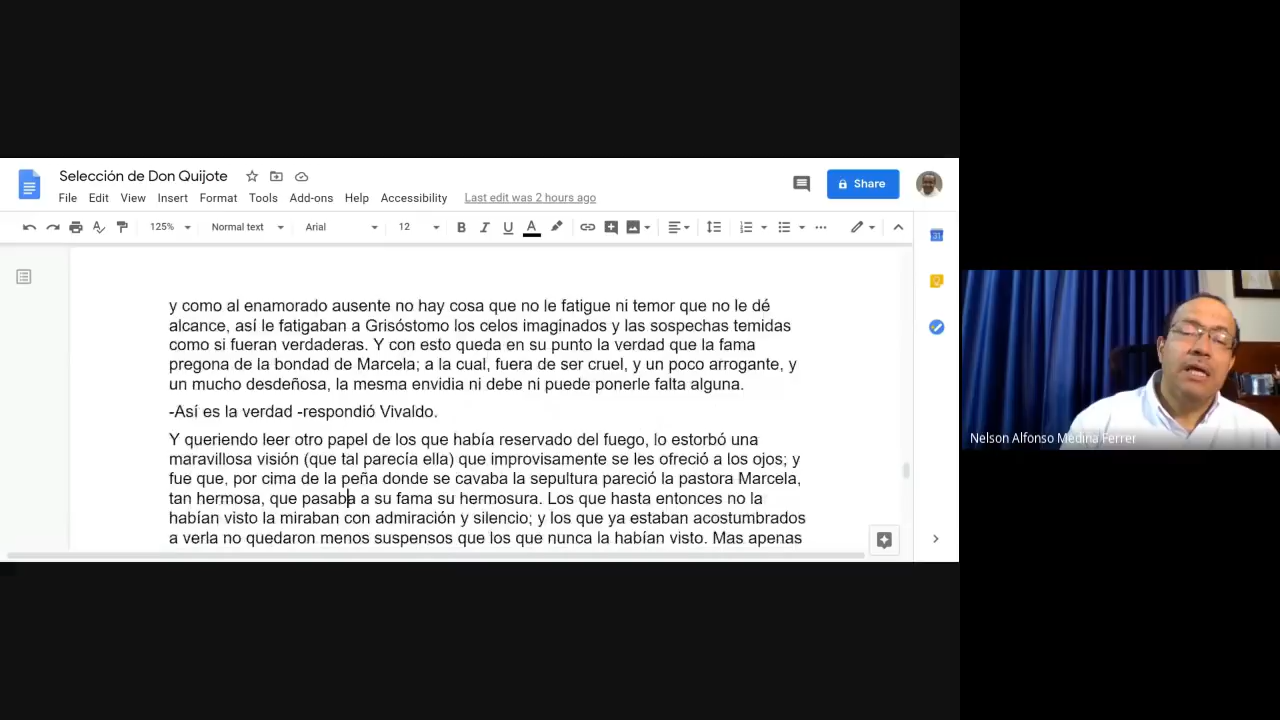 Selección de Don Quijote
File Edit View Insert Format Tools Add-ons Help Accessibility Last edit was 2 hours ago
Share
125% Normal text Arial 12 B I U A
31
y como al enamorado ausente no hay cosa que no le fatigue ni temor que no le dé
alcance, así le fatigaban a Grisóstomo los celos imaginados y las sospechas temidas
como si fueran verdaderas. Y con esto queda en su punto la verdad que la fama
pregona de la bondad de Marcela; a la cual, fuera de ser cruel, y un poco arrogante, y
un mucho desdeñosa, la mesma envidia ni debe ni puede ponerle falta alguna.
-Así es la verdad -respondió Vivaldo.
Y queriendo leer otro papel de los que había reservado del fuego, lo estorbó una
maravillosa visión (que tal parecía ella) que improvisamente se les ofreció a los ojos; y
fue que, por cima de la peña donde se cavaba la sepultura pareció la pastora Marcela,
tan hermosa, que pasaba a su fama su hermosura. Los que hasta entonces no la
habían visto la miraban con admiración y silencio; y los que ya estaban acostumbrados
a verla no quedaron menos suspensos que los que nunca la habían visto. Mas apenas
Nelson Alfonso Medina Ferrer